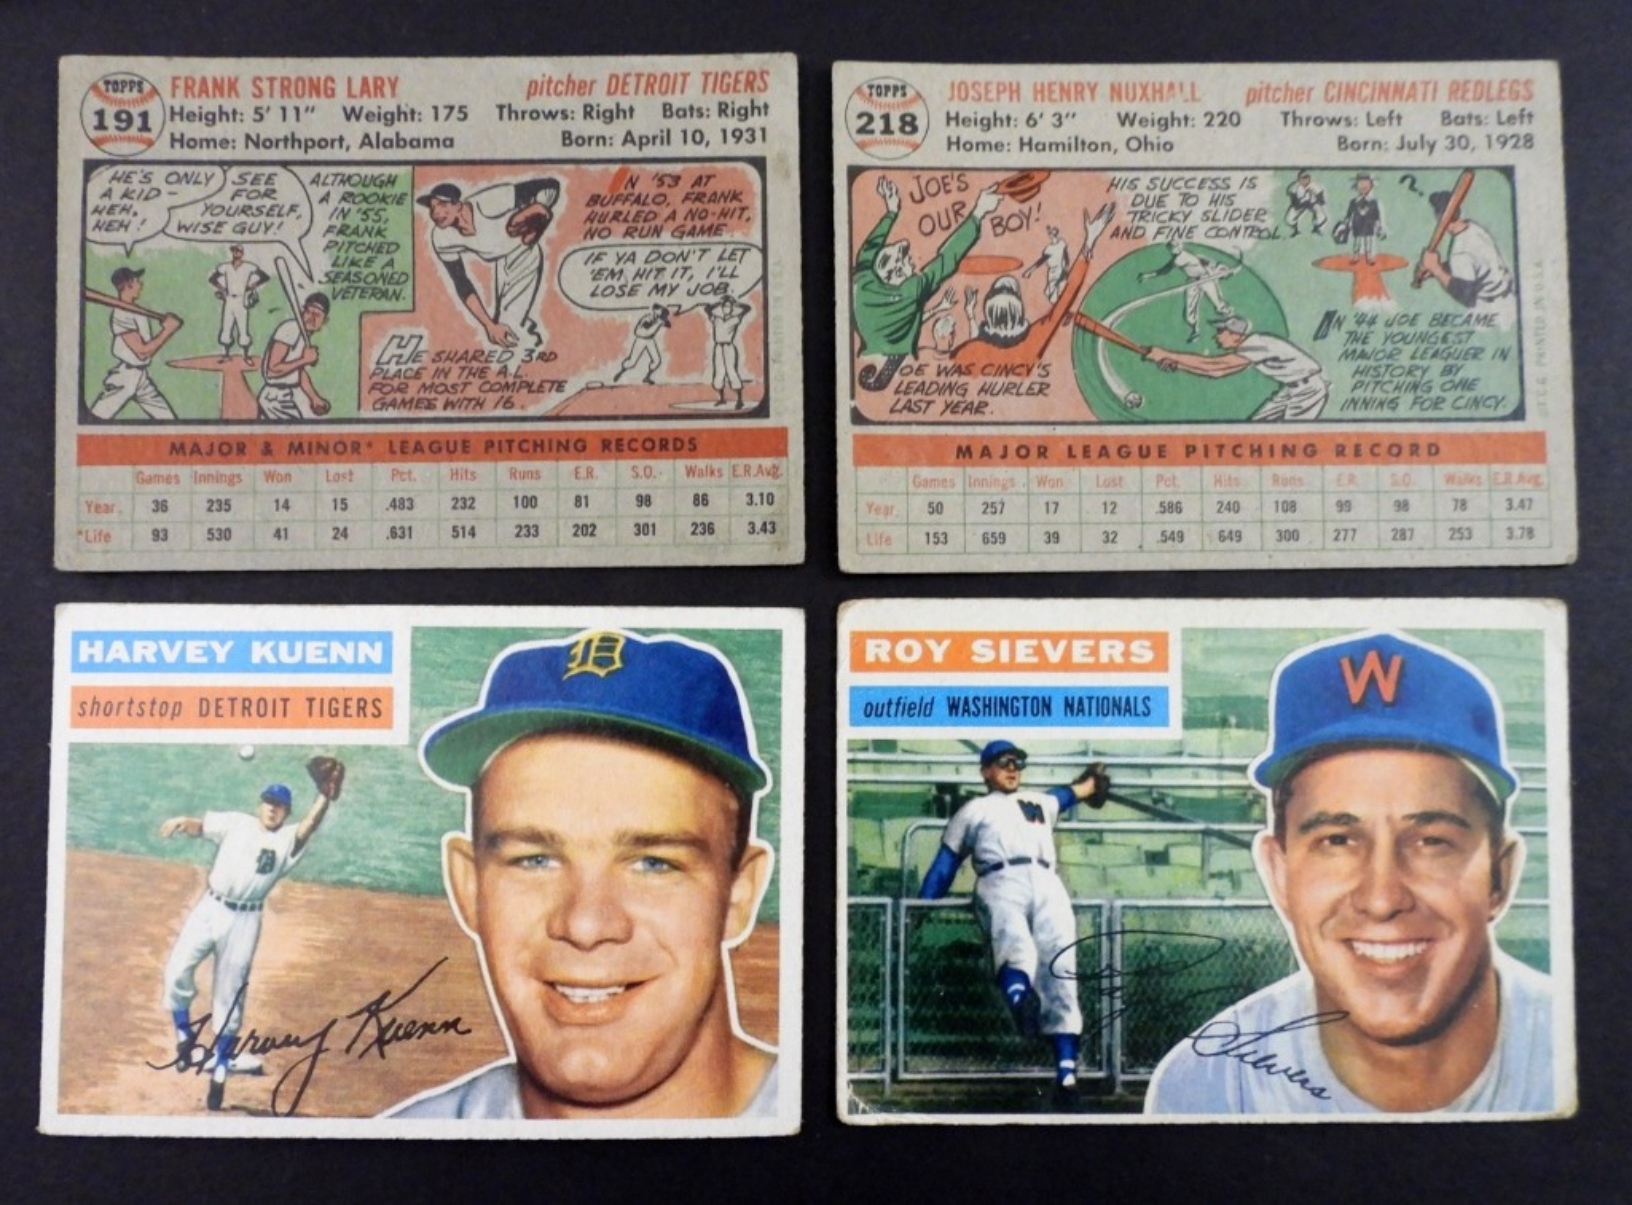 TOPPS
191
FRANK STRONG LARY
pitcher DETROIT TIGERS
Height: 5' 11" Weight: 175 Throws: Right Bats: Right
Home: Northport, Alabama Born: April 10, 1931
HE'S ONLY
A KID-
HEH,
HEH!
SEE
FOR
YOURSELF,
WISE GUY!
ALTHOUGH
A ROOKIE
IN '55,
FRANK
PITCHED
LIKE A
SEASONED
VETERAN.
HE SHARED 3RD
PLACE IN THE A.L.
FOR MOST COMPLETE
GAMES WITH 16.
N '53 AT
BUFFALO, FRANK
HURLED A NO-HIT,
NO RUN GAME
IF YA DON'T LET
'EM HIT IT, I'LL
LOSE MY JOB.
MAJOR & MINOR* LEAGUE PITCHING RECORDS
Games Innings Won Lost Pct. Hits Runs E.R. S.O. Walks E.R.Avg.
Year 36 235 14 15 .483 232 100 81 98 86 3.10
*Life 93 530 41 24 .631 514 233 202 301 236 3.43
TOPPS
218
JOSEPH HENRY NUXHALL
pitcher CINCINNATI REDLEGS
Height: 6' 3" Weight: 220 Throws: Left Bats: Left
Home: Hamilton, Ohio Born: July 30, 1928
JOE'S
OUR
BOY!
JOE WAS CINCY'S
LEADING HURLER
LAST YEAR.
HIS SUCCESS IS
DUE TO HIS
TRICKY SLIDER
AND FINE CONTROL.
?
IN '44 JOE BECAME
THE YOUNGEST
MAJOR LEAGUER IN
HISTORY BY
PITCHING ONE
INNING FOR CINCY.
T.C.G. PRINTED IN U.S.A.
MAJOR LEAGUE PITCHING RECORD
Games Innings Won Lost Pct. Hits Runs E.R. S.O. Walks E.R.Avg.
Year 50 257 17 12 .586 240 108 99 98 78 3.47
Life 153 659 39 32 .549 649 300 277 287 253 3.78
HARVEY KUENN
shortstop DETROIT TIGERS
D
D
Harvey Kuenn
ROY SIEVERS
outfield WASHINGTON NATIONALS
W
W
Roy
Sievers